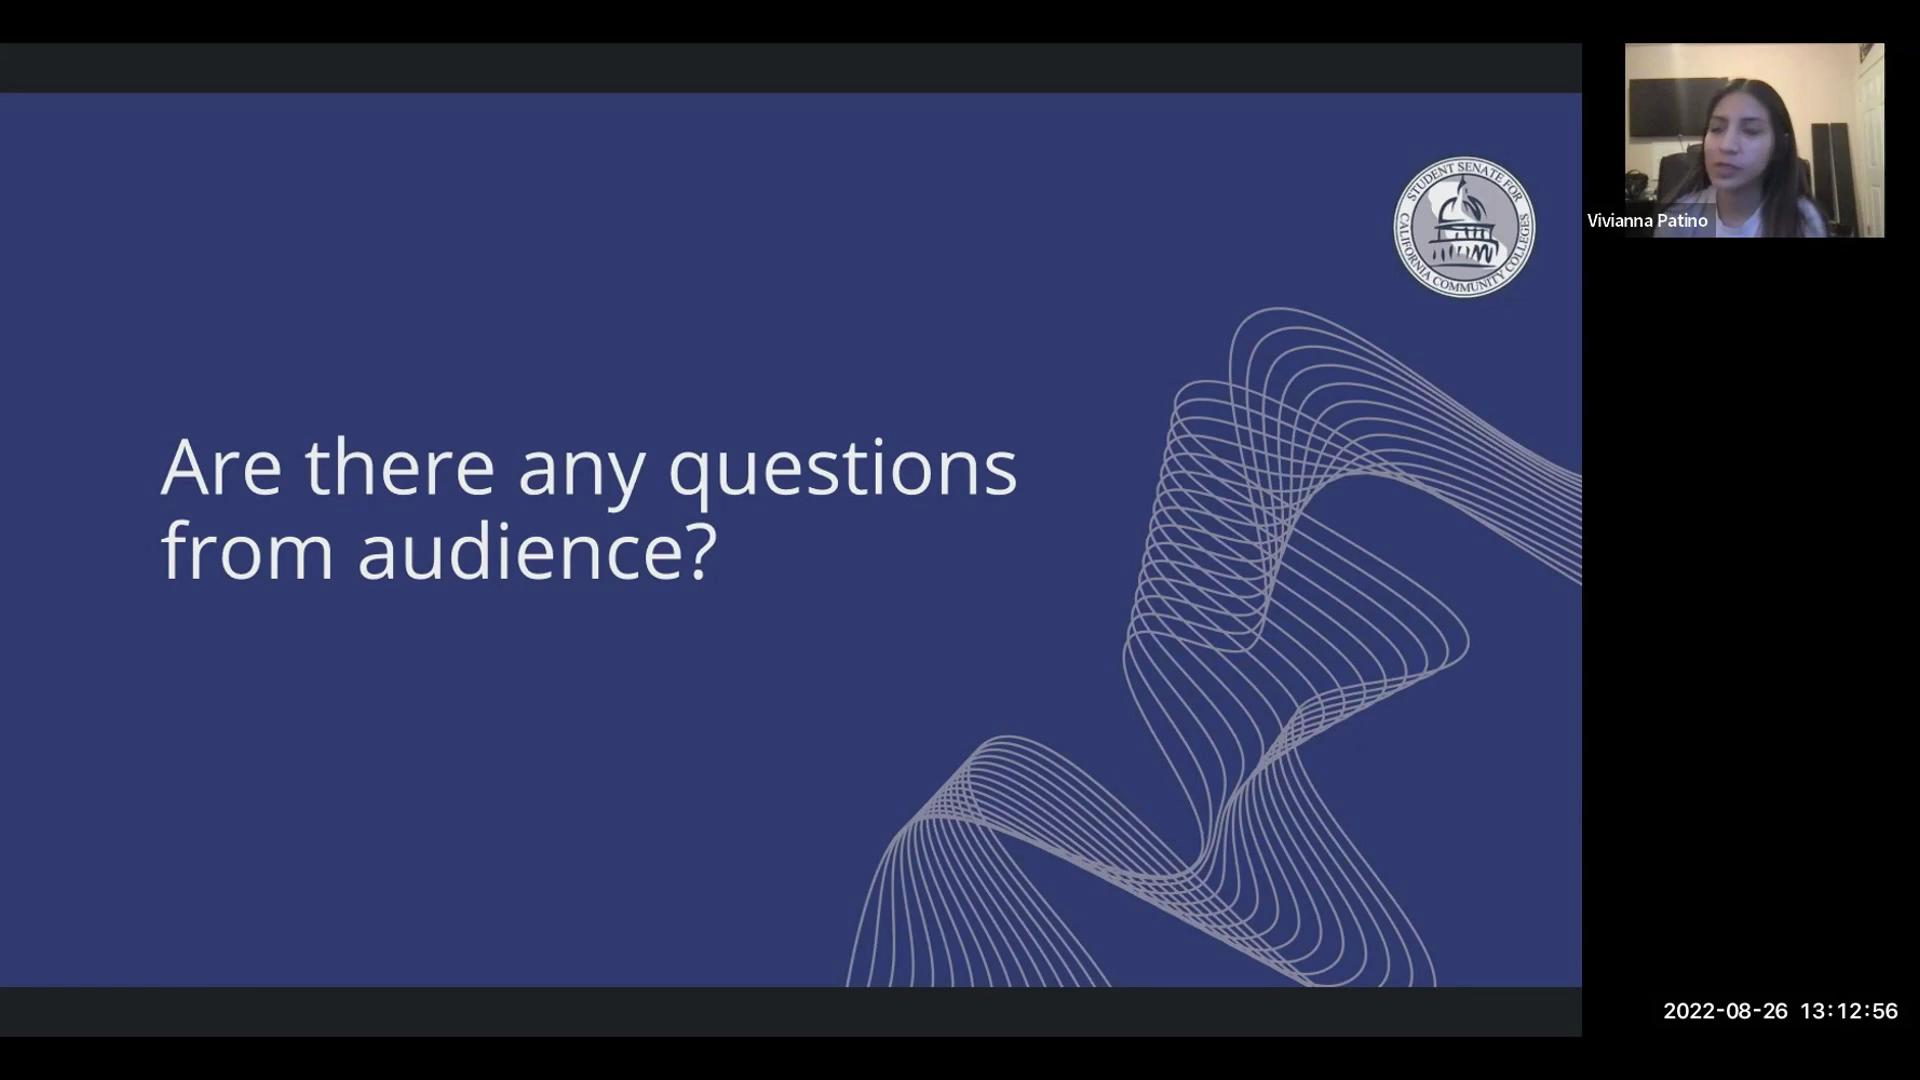 STUDENT SENATE FOR
CALIFORNIA COMMUNITY COLLEGES
Vivianna Patino
Are there any questions
from audience?
2022-08-26 13:12:56